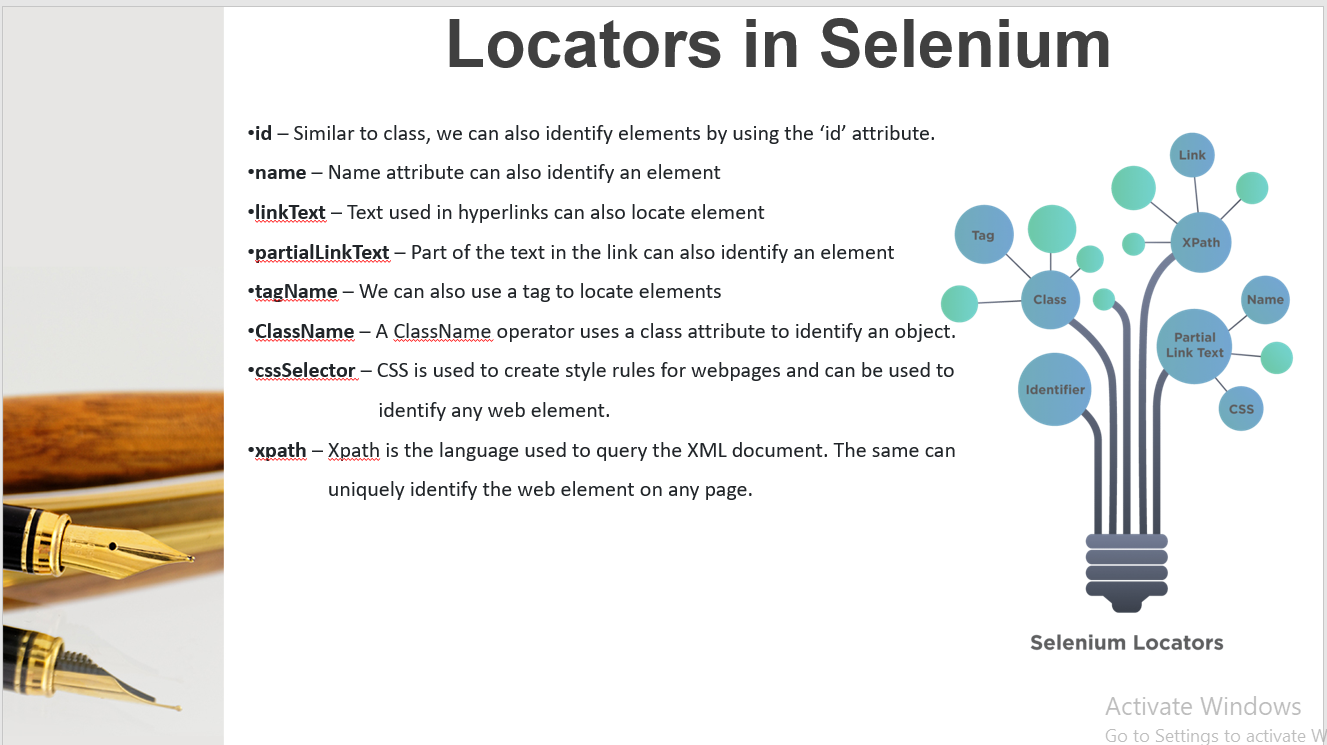 Locators in Selenium
•id – Similar to class, we can also identify elements by using the ‘id’ attribute.
•name – Name attribute can also identify an element
•linkText – Text used in hyperlinks can also locate element
•partialLinkText – Part of the text in the link can also identify an element
•tagName – We can also use a tag to locate elements
•ClassName – A ClassName operator uses a class attribute to identify an object.
•cssSelector – CSS is used to create style rules for webpages and can be used to
identify any web element.
•xpath – Xpath is the language used to query the XML document. The same can
uniquely identify the web element on any page.
Link
Tag
XPath
Class
Name
Partial
Link Text
Identifier
CSS
Selenium Locators
Activate Windows
Go to Settings to activate W